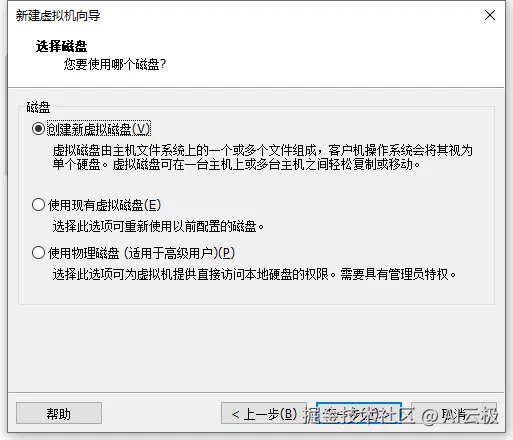 新建虚拟机向导
选择磁盘
您要使用哪个磁盘?
磁盘
创建新虚拟磁盘(V)
虚拟磁盘由主机文件系统上的一个或多个文件组成，客户机操作系统会将其视为
单个硬盘。虚拟磁盘可在一台主机上或多台主机之间轻松复制或移动。
使用现有虚拟磁盘(E)
选择此选项可重新使用以前配置的磁盘。
使用物理磁盘 (适用于高级用户)(P)
选择此选项可为虚拟机提供直接访问本地硬盘的权限。需要具有管理员特权。
帮助
< 上一步(B)
下一步(N) >
取消
掘金技术社区 @ AI云极